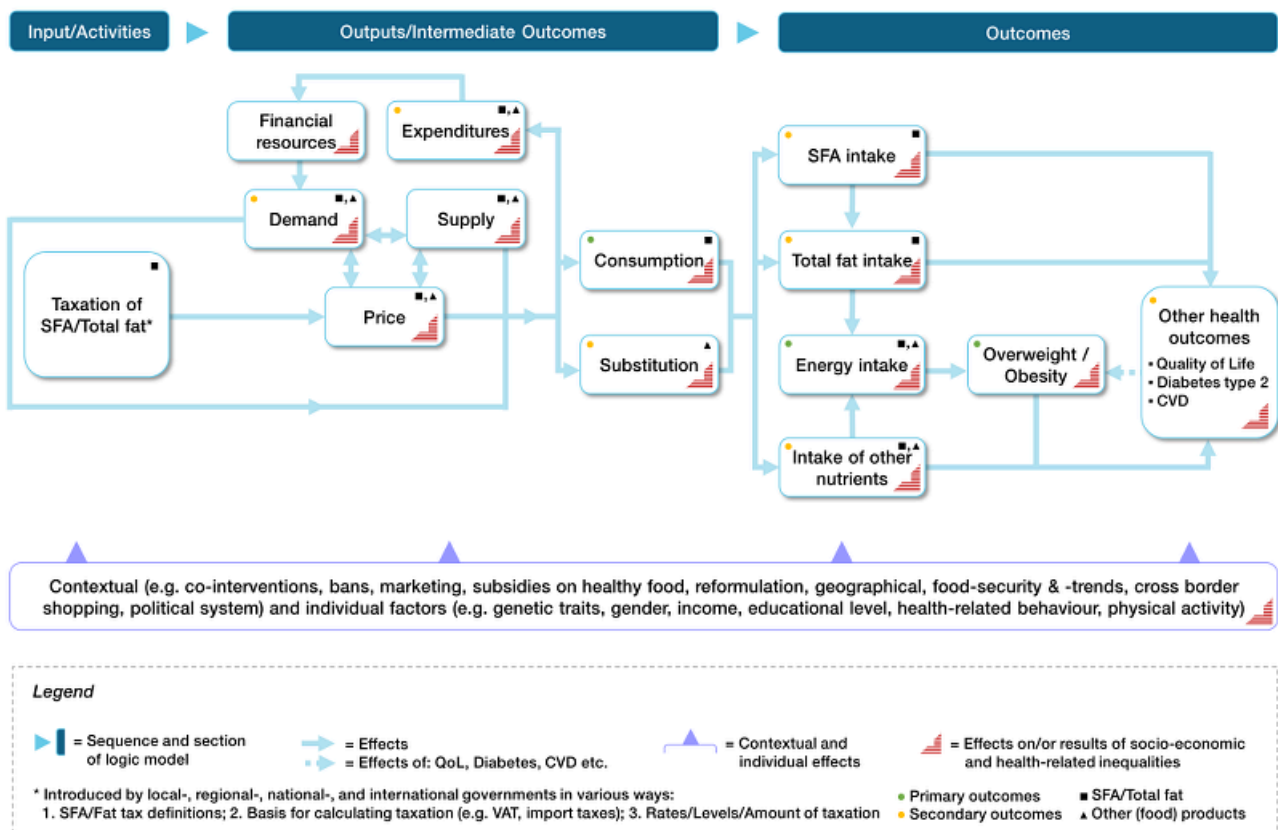 Input/Activities
Outputs/Intermediate Outcomes
Outcomes
Financial
resources
Expenditures
Demand
Supply
Taxation of
SFA/Total fat*
Price
Consumption
Substitution
SFA intake
Total fat intake
Energy intake
Intake of other
nutrients
Overweight /
Obesity
Other health
outcomes
• Quality of Life
• Diabetes type 2
• CVD
Contextual (e.g. co-interventions, bans, marketing, subsidies on healthy food, reformulation, geographical, food-security & -trends, cross border
shopping, political system) and individual factors (e.g. genetic traits, gender, income, educational level, health-related behaviour, physical activity)
Legend
= Sequence and section
of logic model
= Effects
= Effects of: QoL, Diabetes, CVD etc.
= Contextual and
individual effects
= Effects on/or results of socio-economic
and health-related inequalities
* Introduced by local-, regional-, national-, and international governments in various ways:
1. SFA/Fat tax definitions; 2. Basis for calculating taxation (e.g. VAT, import taxes); 3. Rates/Levels/Amount of taxation
Primary outcomes
Secondary outcomes
SFA/Total fat
Other (food) products